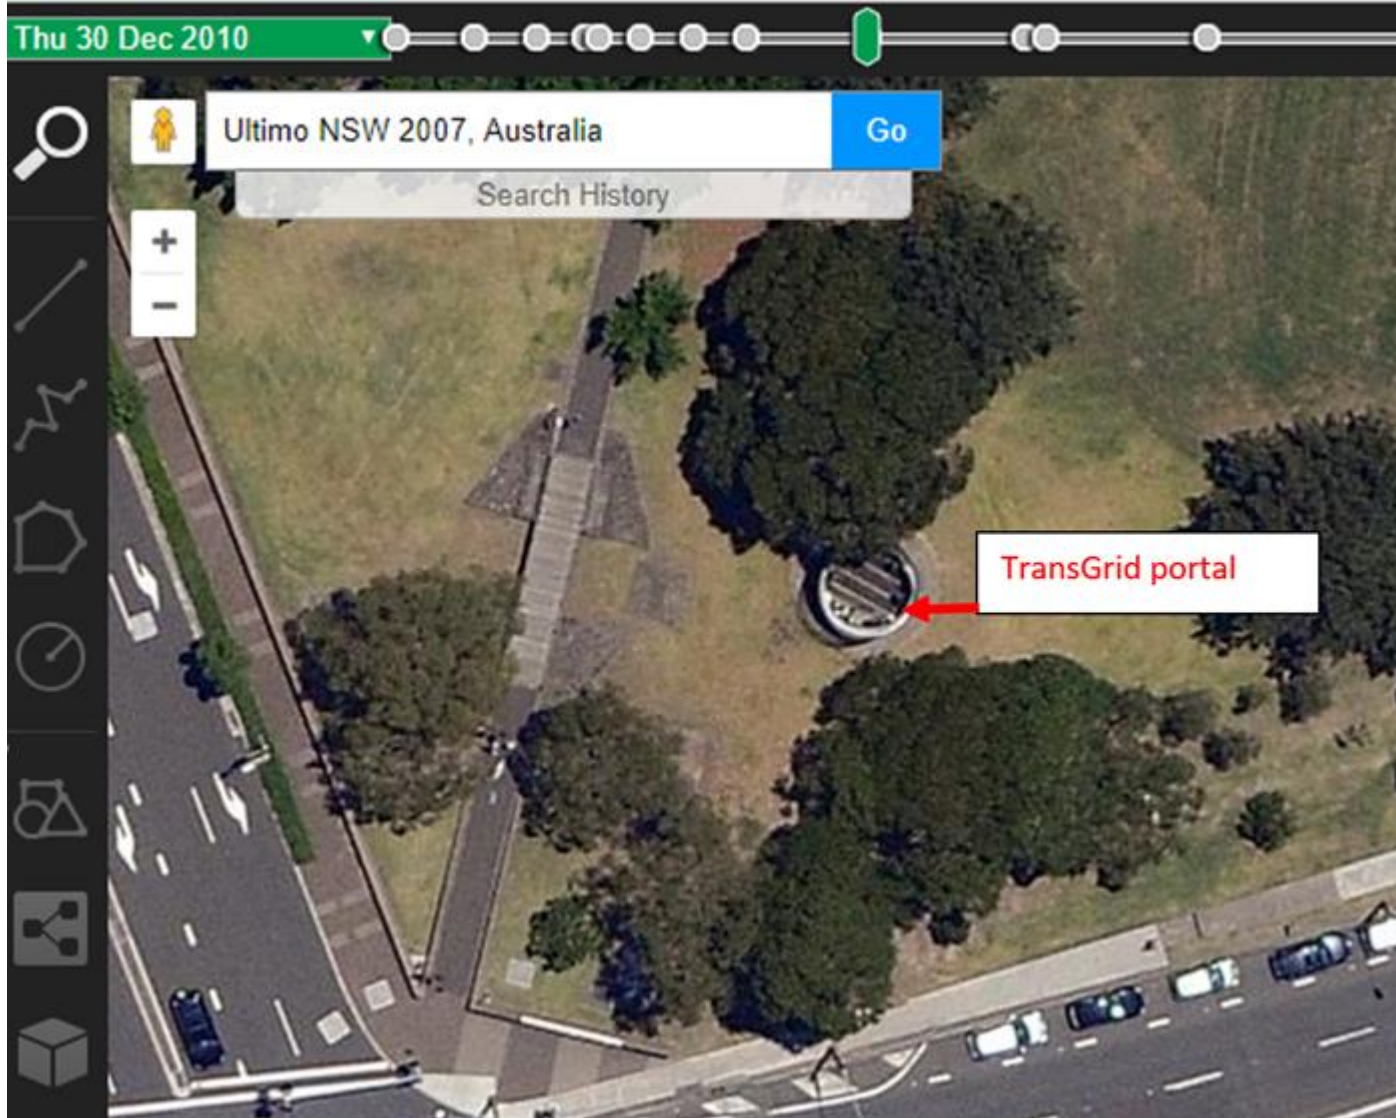 Thu 30 Dec 2010
Ultimo NSW 2007, Australia
Go
Search History
+
−
TransGrid portal